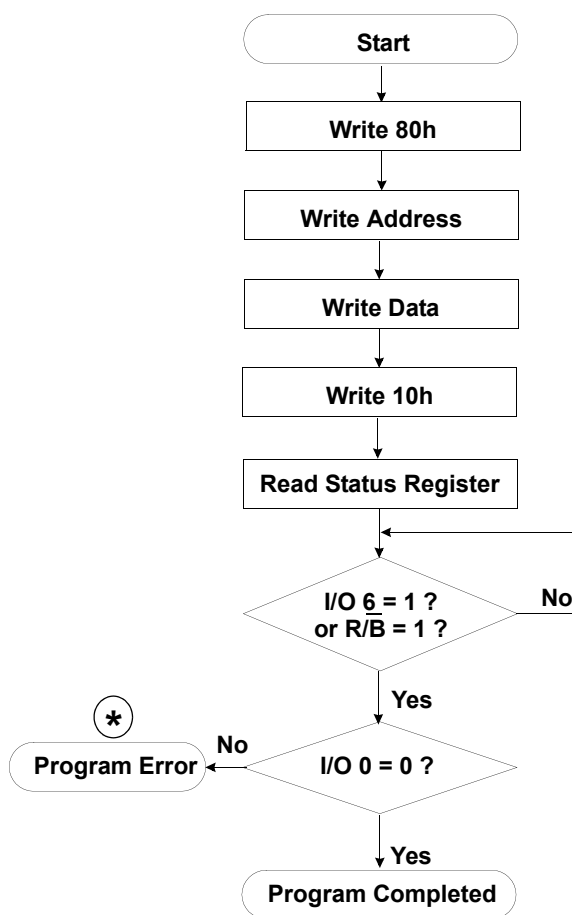 Start
Write 80h
Write Address
Write Data
Write 10h
Read Status Register
I/O 6 = 1 ?
or R/B̅ = 1 ?
No
Yes
*
No
Program Error
I/O 0 = 0 ?
Yes
Program Completed